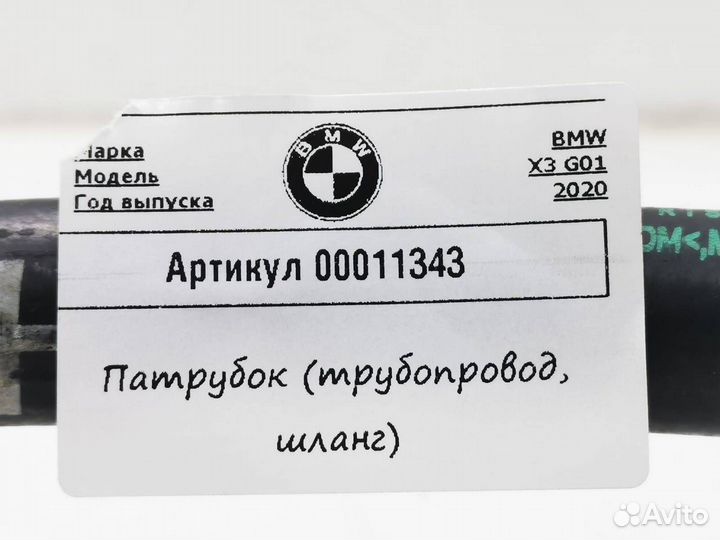 Марка BMW
Модель X3 G01
Год выпуска 2020
BMW
Артикул 00011343
Патрубок (трубопровод,
шланг)
Avito